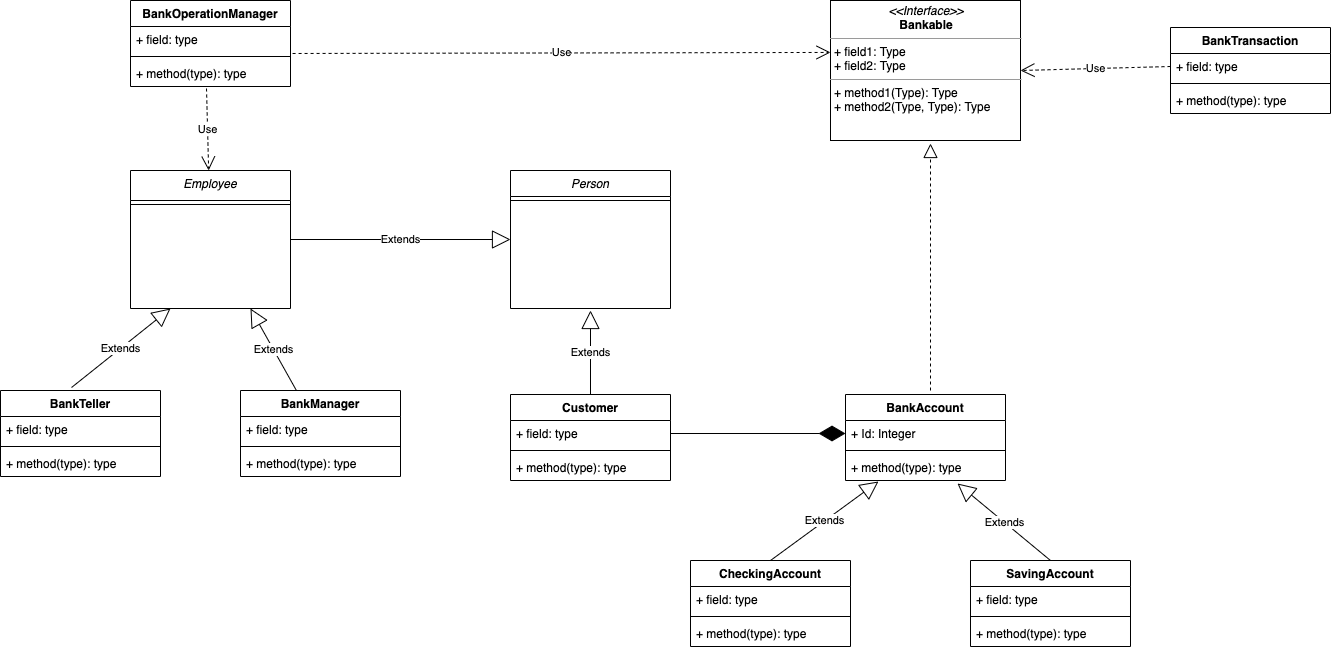 BankOperationManager
+ field: type
+ method(type): type
<<Interface>>
Bankable
+ field1: Type
+ field2: Type
+ method1(Type): Type
+ method2(Type, Type): Type
BankTransaction
+ field: type
+ method(type): type
Use
Use
Use
Employee
Person
Extends
Extends
Extends
Extends
BankTeller
+ field: type
+ method(type): type
BankManager
+ field: type
+ method(type): type
Customer
+ field: type
+ method(type): type
BankAccount
+ Id: Integer
+ method(type): type
Extends
Extends
CheckingAccount
+ field: type
+ method(type): type
SavingAccount
+ field: type
+ method(type): type